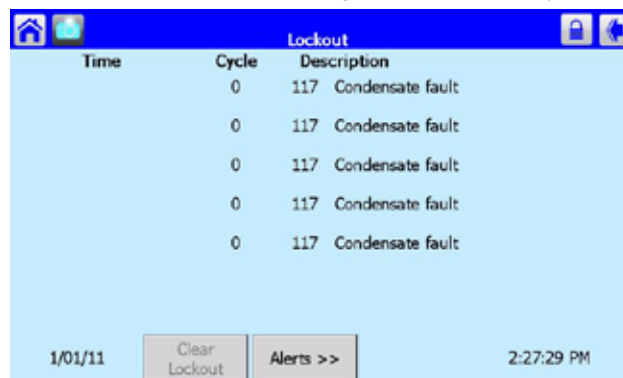 Lockout
Time Cycle Description
0 117 Condensate fault
0 117 Condensate fault
0 117 Condensate fault
0 117 Condensate fault
0 117 Condensate fault
1/01/11 Clear Lockout Alerts >> 2:27:29 PM